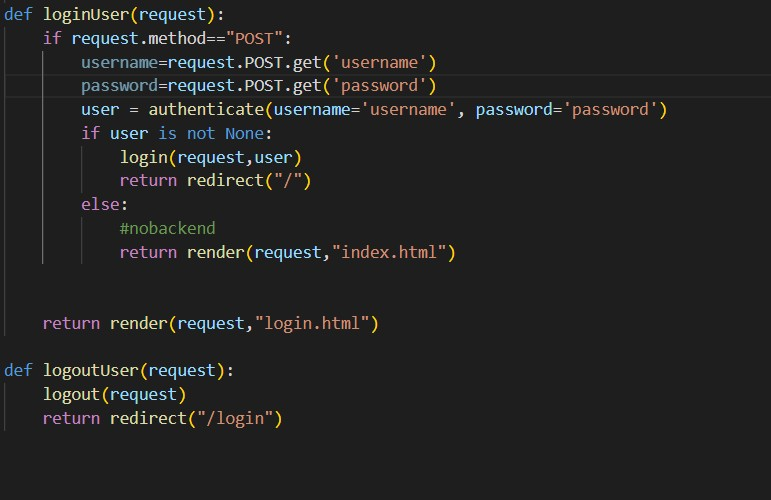 def loginUser(request):
    if request.method=="POST":
        username=request.POST.get('username')
        password=request.POST.get('password')
        user = authenticate(username='username', password='password')
        if user is not None:
            login(request,user)
            return redirect("/")
        else:
            #nobackend
            return render(request,"index.html")
    return render(request,"login.html")
def logoutUser(request):
    logout(request)
    return redirect("/login")